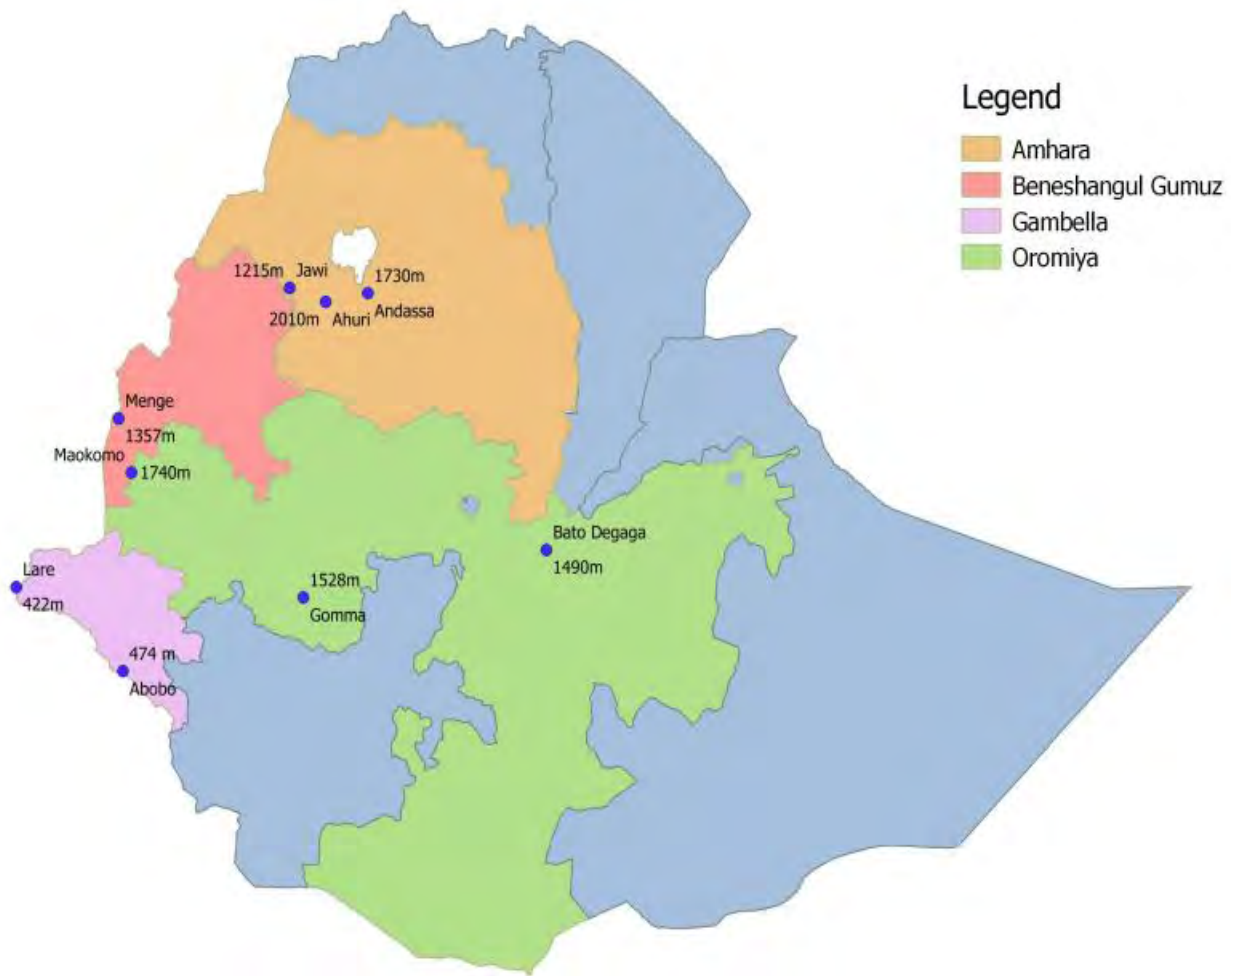 Legend
Amhara
Beneshangul Gumuz
Gambella
Oromiya
1215m
Jawi
1730m
2010m
Ahuri
Andassa
Menge
1357m
Maokomo
1740m
Bato Degaga
1490m
Lare
422m
1528m
Gomma
474 m
Abobo